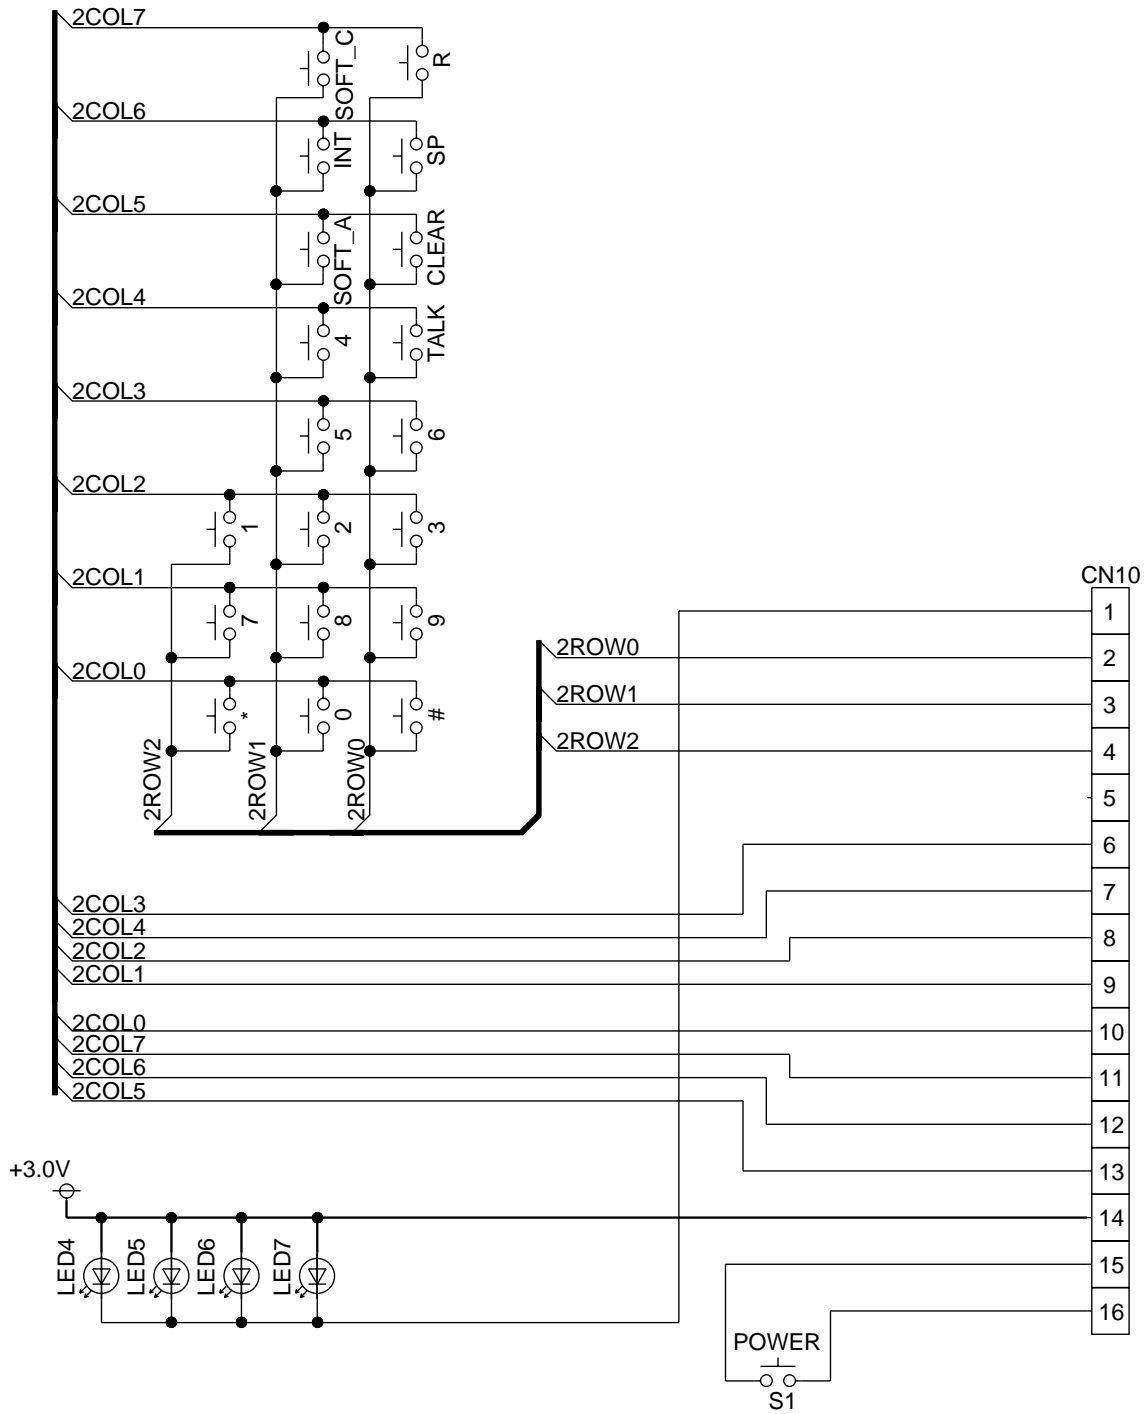 2COL7
SOFT_C
R
2COL6
INT
SP
2COL5
SOFT_A
CLEAR
2COL4
4
TALK
2COL3
5
6
2COL2
1
2
3
2COL1
7
8
9
2COL0
*
0
#
2ROW2
2ROW1
2ROW0
2ROW0
2ROW1
2ROW2
CN10
1
2
3
4
5
6
7
8
9
10
11
12
13
14
15
16
2COL3
2COL4
2COL2
2COL1
2COL0
2COL7
2COL6
2COL5
+3.0V
LED4
LED5
LED6
LED7
POWER
S1